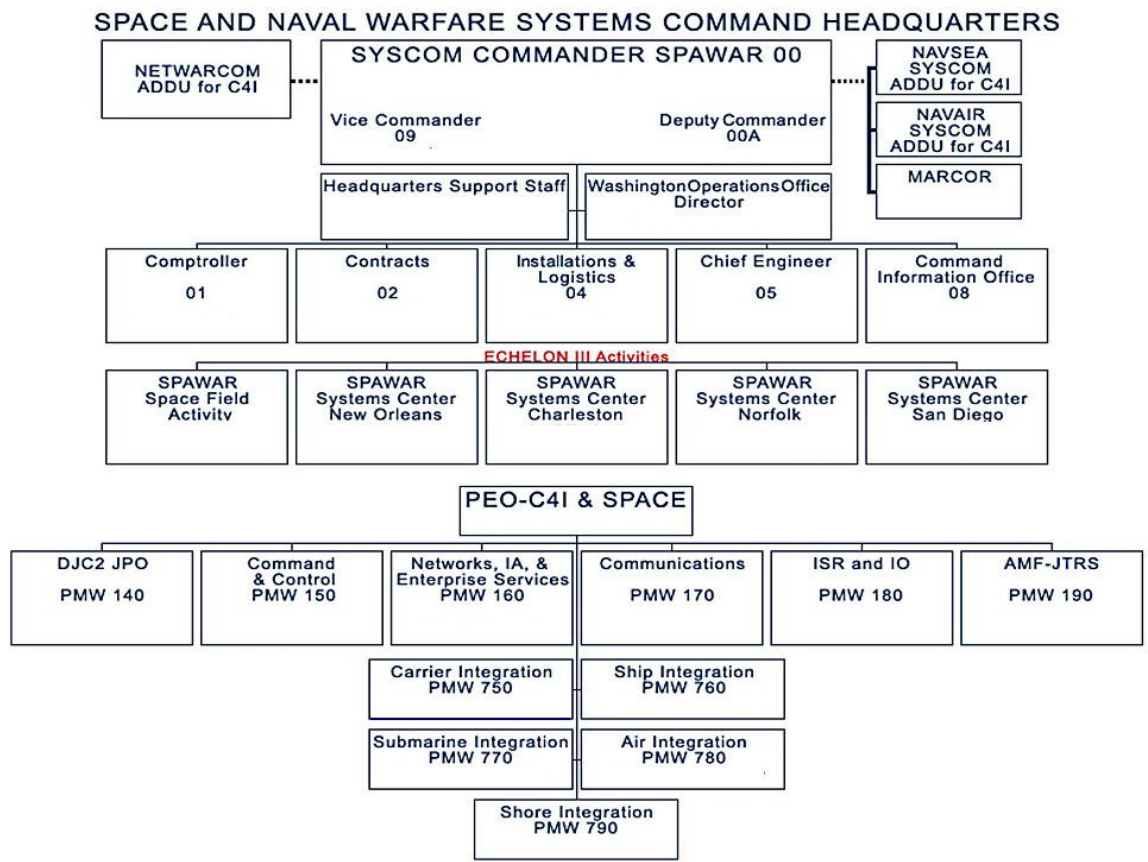 SPACE AND NAVAL WARFARE SYSTEMS COMMAND HEADQUARTERS
NETWARCOM
ADDU for C4I
SYSCOM COMMANDER SPAWAR 00
Vice Commander
09
Deputy Commander
00A
NAVSEA
SYSCOM
ADDU for C4I
NAVAIR
SYSCOM
ADDU for C4I
MARCOR
Headquarters Support Staff
Washington Operations Office
Director
Comptroller
01
Contracts
02
Installations &
Logistics
04
Chief Engineer
05
Command
Information Office
08
ECHELON III Activities
SPAWAR
Space Field
Activity
SPAWAR
Systems Center
New Orleans
SPAWAR
Systems Center
Charleston
SPAWAR
Systems Center
Norfolk
SPAWAR
Systems Center
San Diego
PEO-C4I & SPACE
DJC2 JPO
PMW 140
Command
& Control
PMW 150
Networks, IA, &
Enterprise Services
PMW 160
Communications
PMW 170
ISR and IO
PMW 180
AMF-JTRS
PMW 190
Carrier Integration
PMW 750
Ship Integration
PMW 760
Submarine Integration
PMW 770
Air Integration
PMW 780
Shore Integration
PMW 790